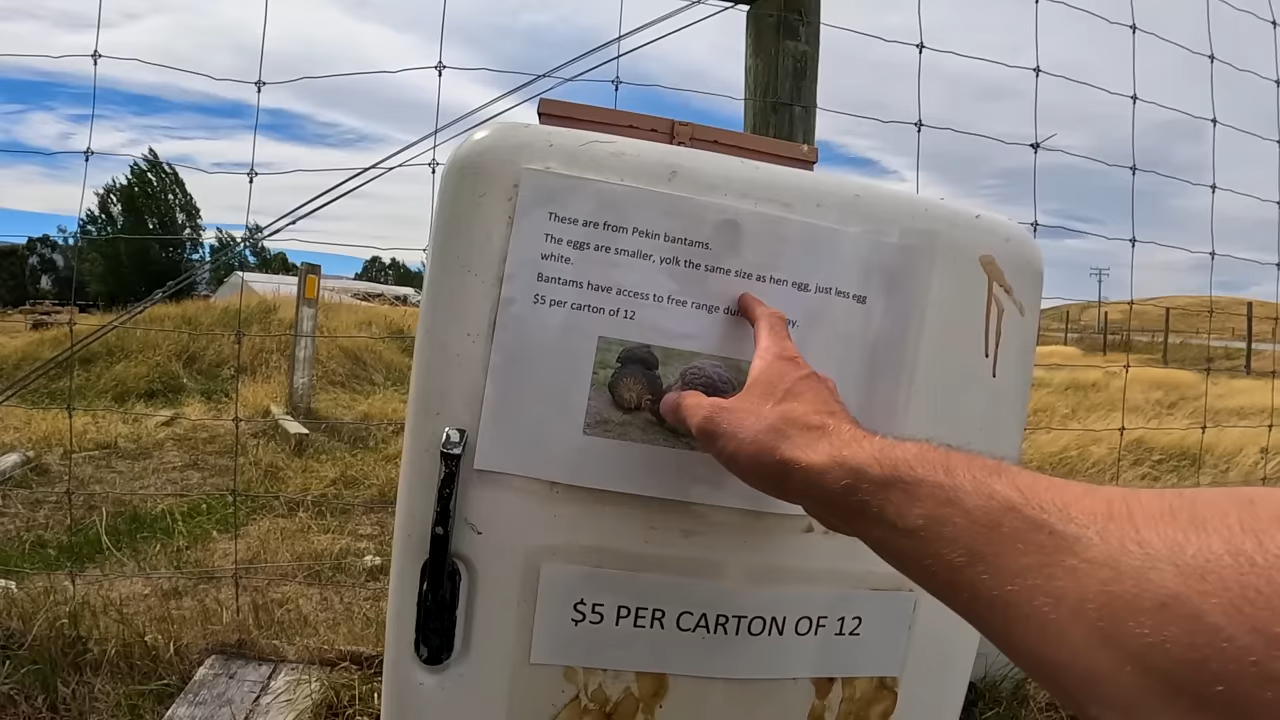 These are from Pekin bantams.
The eggs are smaller, yolk the same size as hen egg, just less egg
white.
Bantams have access to free range
$5 per carton of 12
$5 PER CARTON OF 12